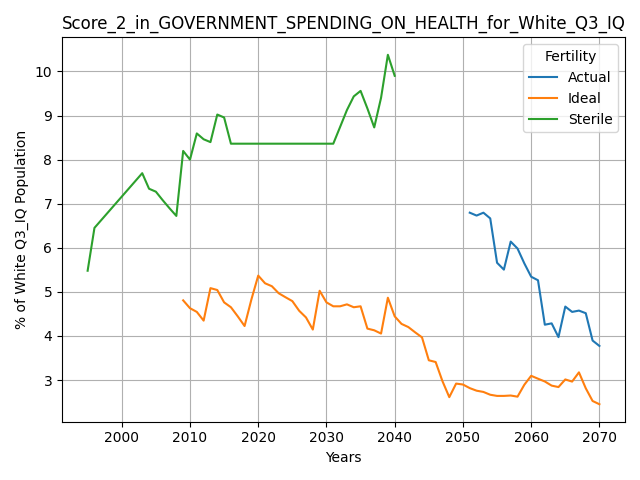 Score_2_in_GOVERNMENT_SPENDING_ON_HEALTH_for_White_Q3_IQ
Fertility
Actual
Ideal
Sterile
% of White Q3_IQ Population
10
9
8
7
6
5
4
3
2000 2010 2020 2030 2040 2050 2060 2070
Years